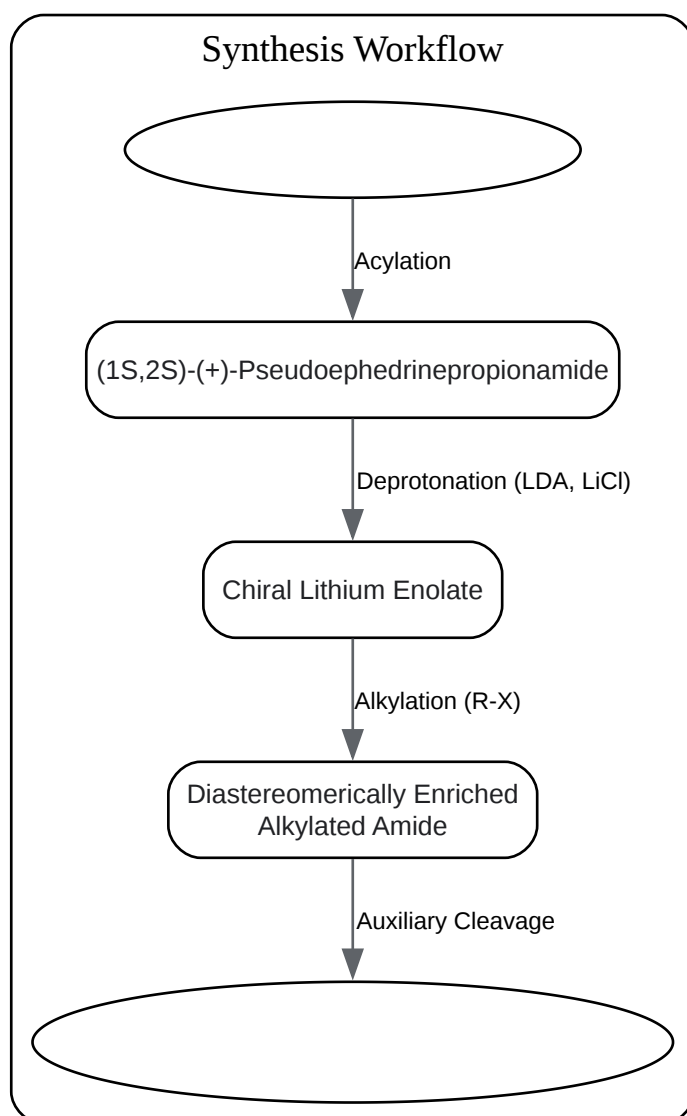 Synthesis Workflow
Acylation
(1S,2S)-(+)-Pseudoephedrinepropionamide
Deprotonation (LDA, LiCl)
Chiral Lithium Enolate
Alkylation (R-X)
Diastereomerically Enriched
Alkylated Amide
Auxiliary Cleavage